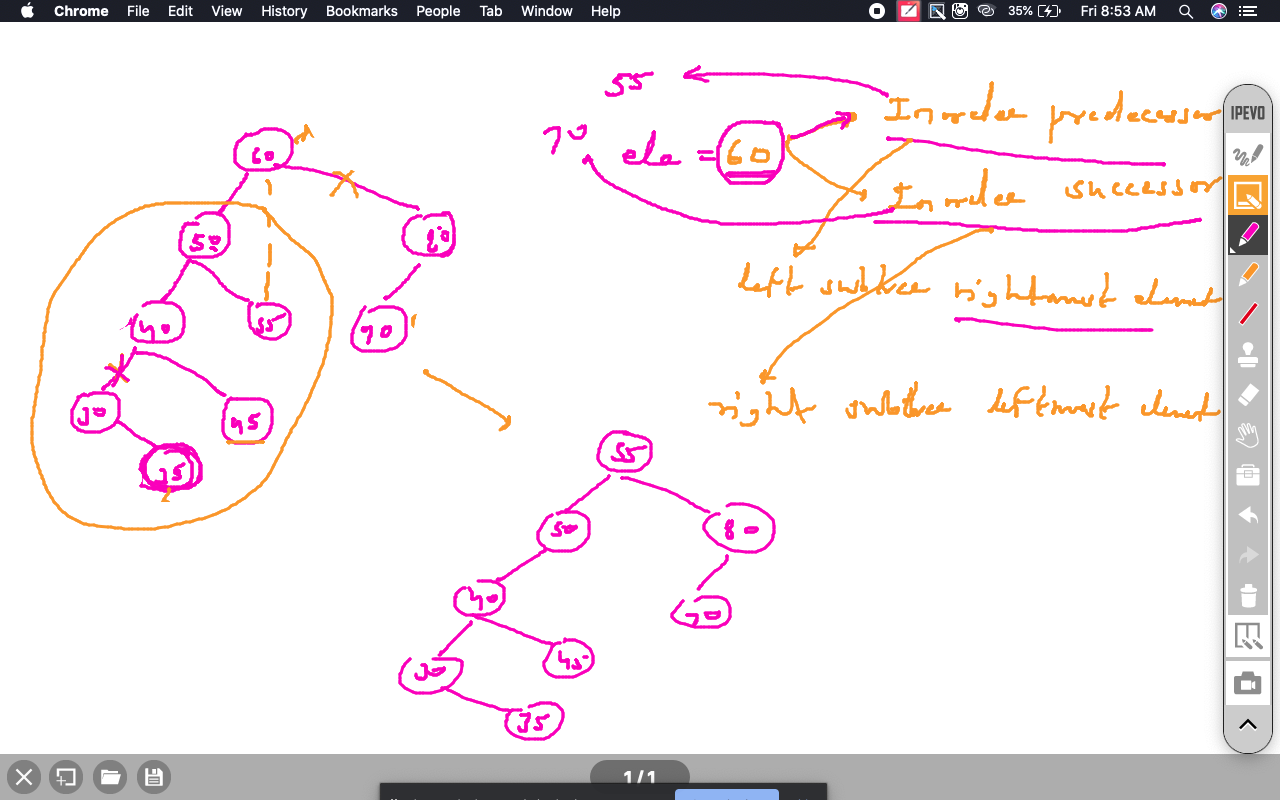 Chrome File Edit View History Bookmarks People Tab Window Help 35% Fri 8:53 AM
IPEVO
55
Inorder predecessor
70 ele = 60
Inorder successor
left subtree rightmost element
right subtree leftmost element
60
50 80
40 55 70
30 45
35
55
50 80
40 70
30 45
35
1/1